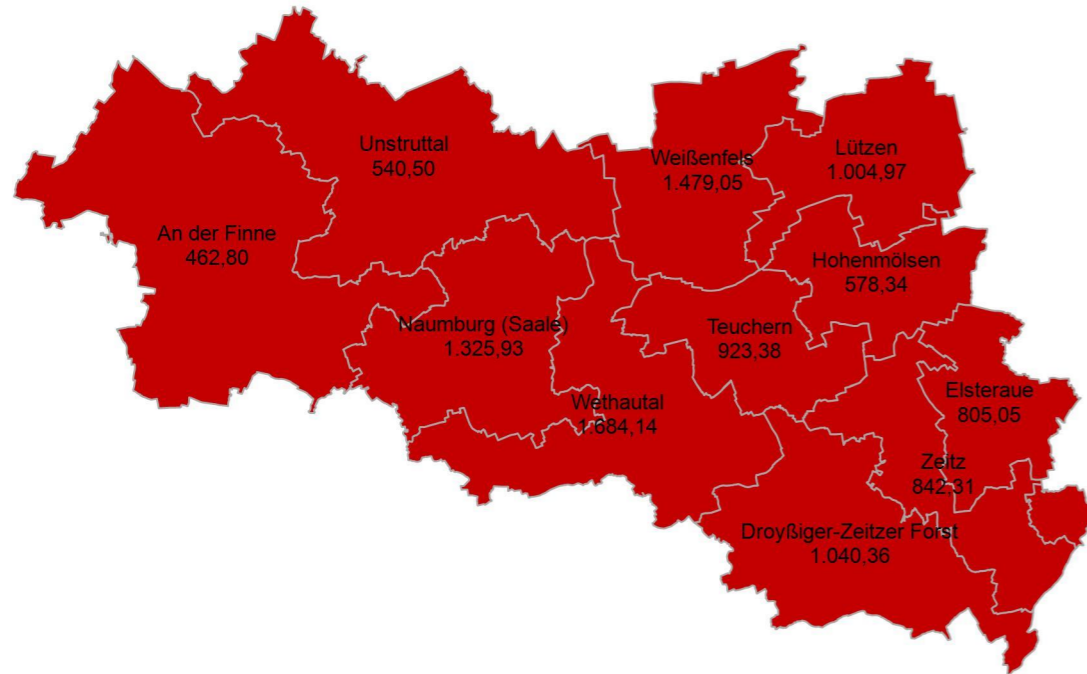 Unstruttal
540,50
Weißenfels
1.479,05
Lützen
1.004,97
An der Finne
462,80
Hohenmölsen
578,34
Naumburg (Saale)
1.325,93
Teuchern
923,38
Wethautal
1.684,14
Elsteraue
805,05
Zeitz
842,31
Droyßiger-Zeitzer Forst
1.040,36